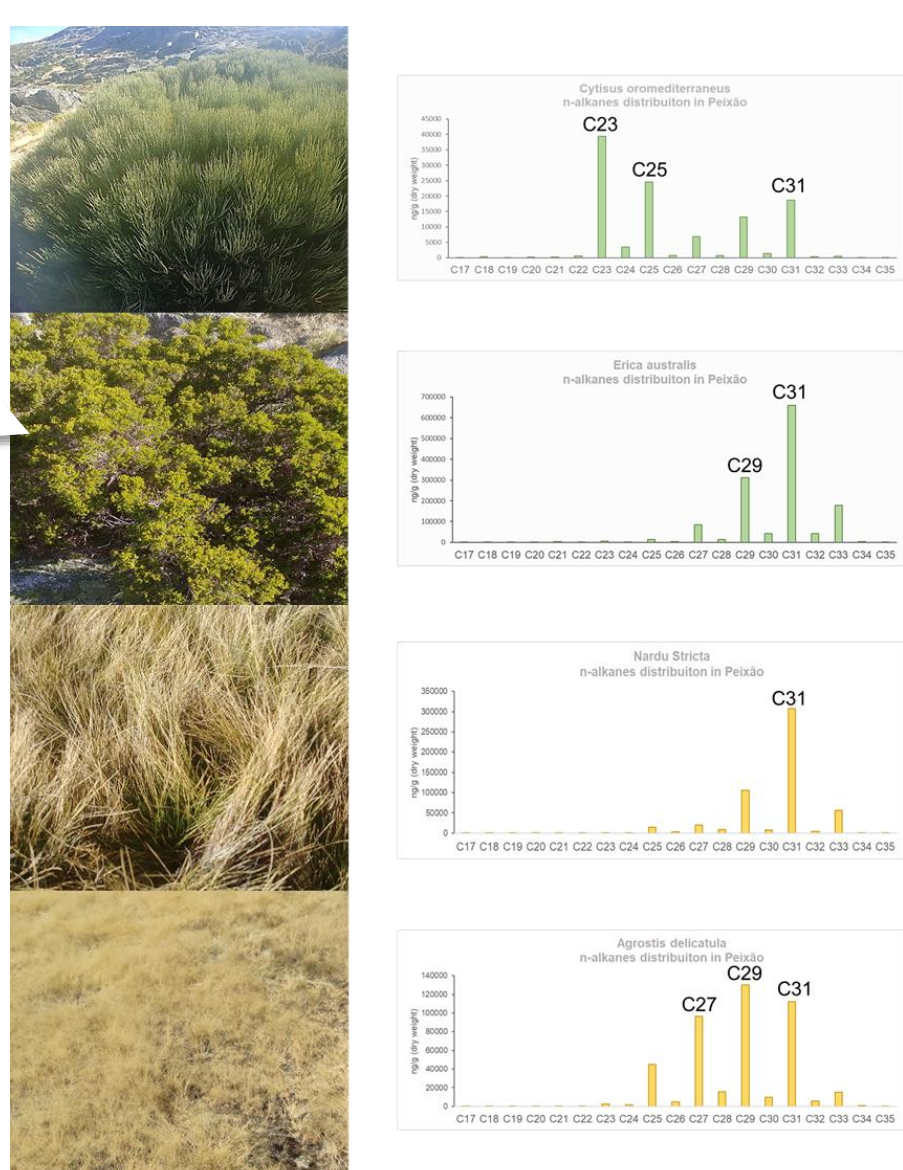 Cytisus oromediterraneus
n-alkanes distribuiton in Peixão
45000
40000
35000
30000
25000
20000
15000
10000
5000
0
ng/g (dry weight)
C23
C25
C31
C17 C18 C19 C20 C21 C22 C23 C24 C25 C26 C27 C28 C29 C30 C31 C32 C33 C34 C35
Erica australis
n-alkanes distribuiton in Peixão
700000
600000
500000
400000
300000
200000
100000
0
ng/g (dry weight)
C31
C29
C17 C18 C19 C20 C21 C22 C23 C24 C25 C26 C27 C28 C29 C30 C31 C32 C33 C34 C35
Nardu Stricta
n-alkanes distribuiton in Peixão
350000
300000
250000
200000
150000
100000
50000
0
ng/g (dry weight)
C31
C17 C18 C19 C20 C21 C22 C23 C24 C25 C26 C27 C28 C29 C30 C31 C32 C33 C34 C35
Agrostis delicatula
n-alkanes distribuiton in Peixão
140000
120000
100000
80000
60000
40000
20000
0
ng/g (dry weight)
C29
C31
C27
C17 C18 C19 C20 C21 C22 C23 C24 C25 C26 C27 C28 C29 C30 C31 C32 C33 C34 C35